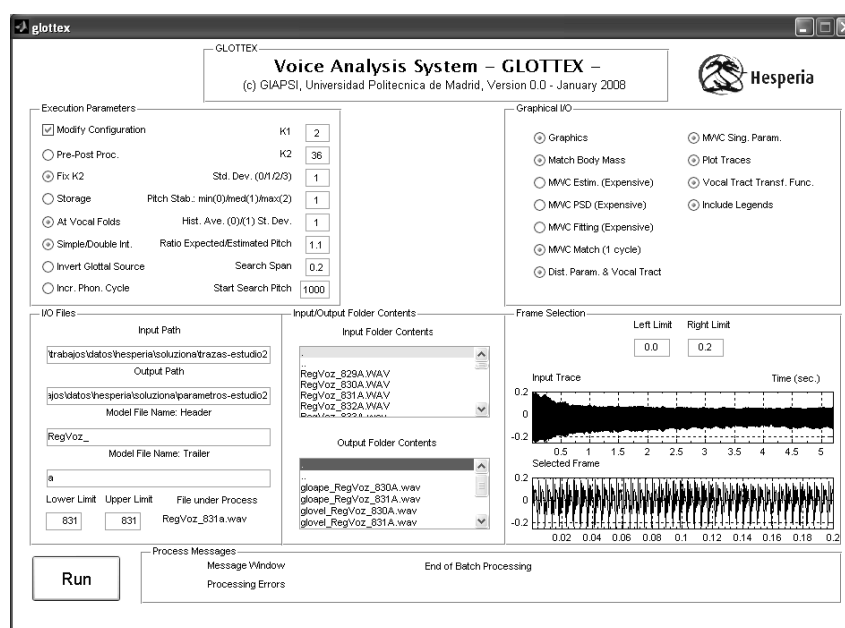 glottex
GLOTTEX
Voice Analysis System – GLOTTEX –
(c) GIAPSI, Universidad Politecnica de Madrid, Version 0.0 - January 2008
Hesperia
Execution Parameters
Modify Configuration K1 2
Pre-Post Proc. K2 36
Fix K2 Std. Dev. (0/1/2/3) 1
Storage Pitch Stab.: min(0)/med(1)/max(2) 1
At Vocal Folds Hist. Ave. (0)/(1) St. Dev. 1
Simple/Double Int. Ratio Expected/Estimated Pitch 1.1
Invert Glottal Source Search Span 0.2
Incr. Phon. Cycle Start Search Pitch 1000
Graphical I/O
Graphics MWC Sing. Param.
Match Body Mass Plot Traces
MWC Estim. (Expensive) Vocal Tract Transf. Func.
MWC PSD (Expensive) Include Legends
MWC Fitting (Expensive)
MWC Match (1 cycle)
Dist. Param. & Vocal Tract
I/O Files
Input Path
\trabajos\datos\hesperia\soluziona\trazas-estudio2
Output Path
ajos\datos\hesperia\soluziona\parametros-estudio2
Model File Name: Header
RegVoz_
Model File Name: Trailer
a
Lower Limit Upper Limit File under Process
831 831 RegVoz_831a.wav
Input/Output Folder Contents
Input Folder Contents
.
..
RegVoz_829A.WAV
RegVoz_830A.WAV
RegVoz_831A.WAV
RegVoz_832A.WAV
RegVoz_833A.WAV
Output Folder Contents
.
..
gloape_RegVoz_830A.wav
gloape_RegVoz_831A.wav
glovel_RegVoz_830A.wav
glovel_RegVoz_831A.wav
Frame Selection
Left Limit Right Limit
0.0 0.2
Input Trace Time (sec.)
0.2
0
-0.2
0.5 1 1.5 2 2.5 3 3.5 4 4.5 5
Selected Frame
0.2
0
-0.2
0.02 0.04 0.06 0.08 0.1 0.12 0.14 0.16 0.18 0.2
Run
Process Messages
Message Window End of Batch Processing
Processing Errors